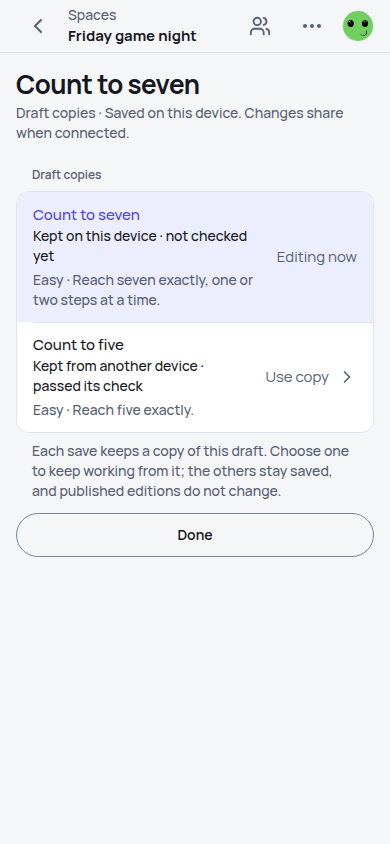 Spaces
Friday game night
Count to seven
Draft copies · Saved on this device. Changes share
when connected.
Draft copies
Count to seven
Kept on this device · not checked
yet
Easy · Reach seven exactly, one or
two steps at a time.
Editing now
Count to five
Kept from another device ·
passed its check
Easy · Reach five exactly.
Use copy
Each save keeps a copy of this draft. Choose one
to keep working from it; the others stay saved,
and published editions do not change.
Done